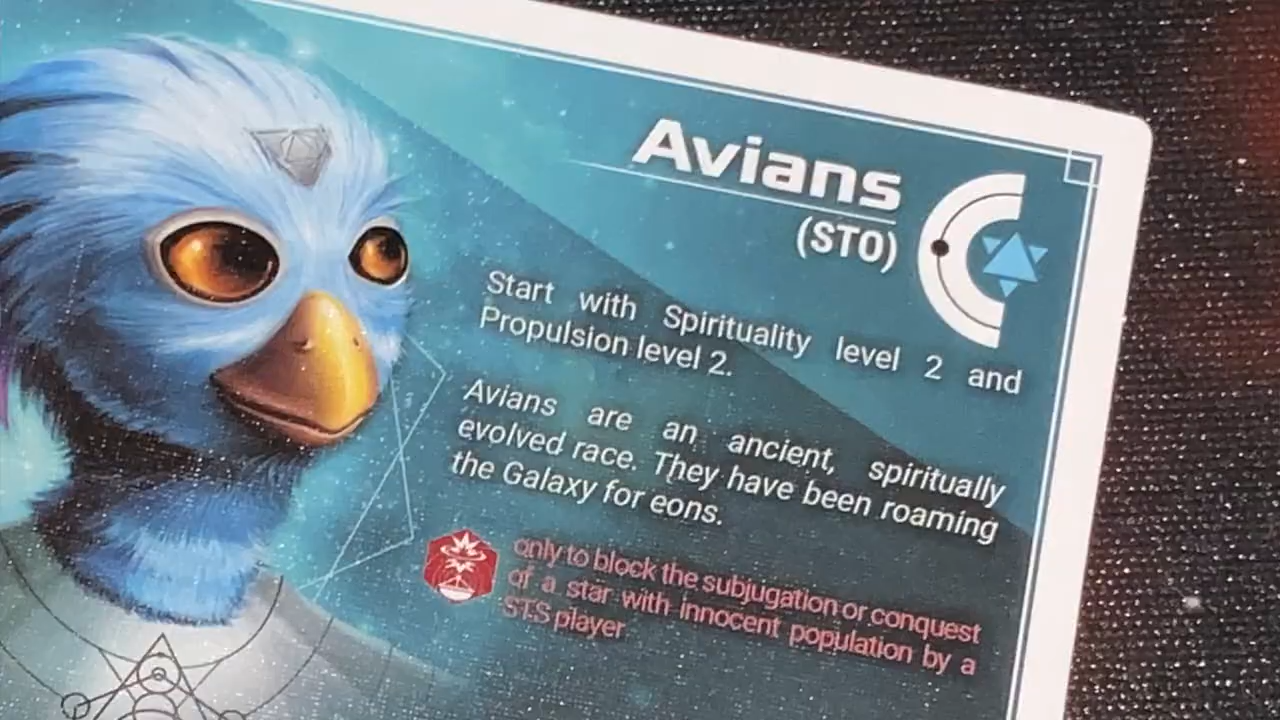 Avians
(STO)
Start with Spirituality level 2 and
Propulsion level 2.
Avians are an ancient, spiritually
evolved race. They have been roaming
the Galaxy for eons.
only to block the subjugation or conquest
of a star with innocent population by a
STS player